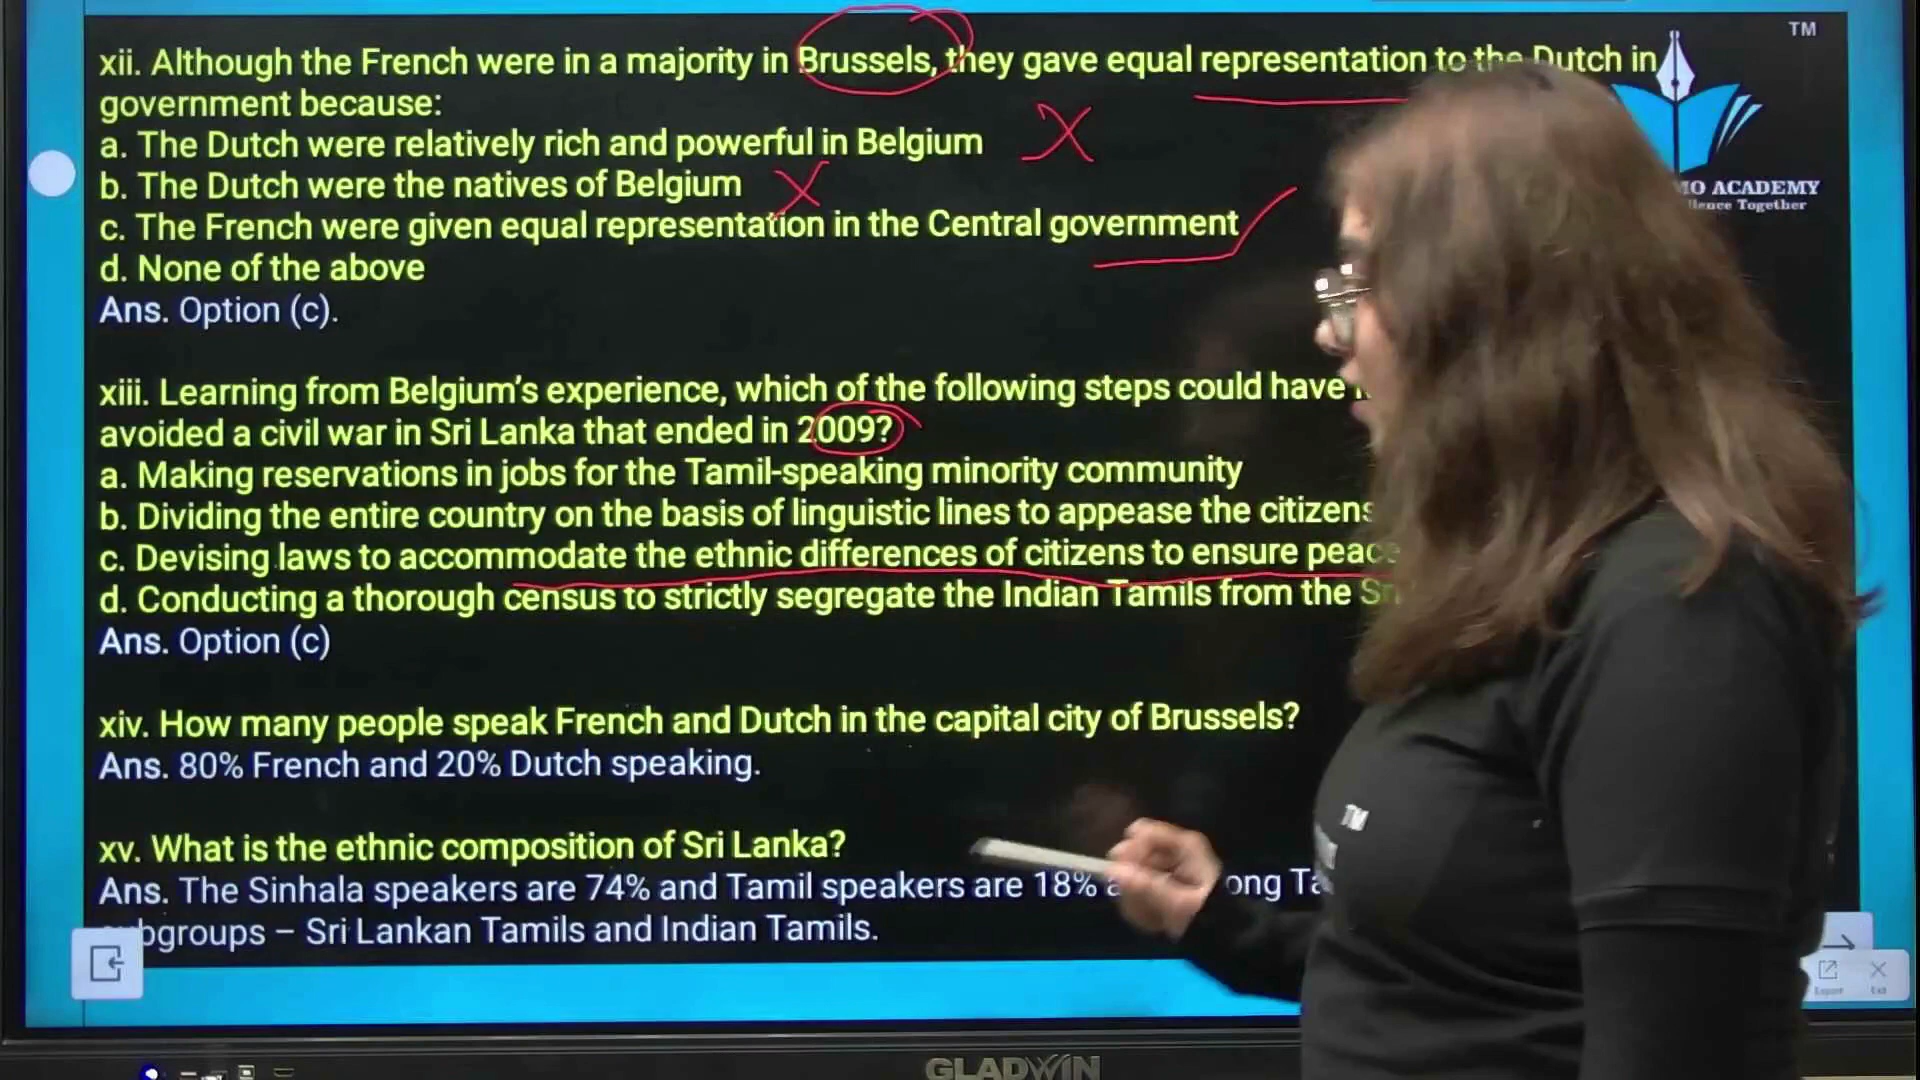 xii. Although the French were in a majority in Brussels, they gave equal representation to the Dutch in
government because:
a. The Dutch were relatively rich and powerful in Belgium
b. The Dutch were the natives of Belgium
c. The French were given equal representation in the Central government
d. None of the above
Ans. Option (c).
xiii. Learning from Belgium's experience, which of the following steps could have
avoided a civil war in Sri Lanka that ended in 2009?
a. Making reservations in jobs for the Tamil-speaking minority community
b. Dividing the entire country on the basis of linguistic lines to appease the citizens
c. Devising laws to accommodate the ethnic differences of citizens to ensure peace
d. Conducting a thorough census to strictly segregate the Indian Tamils from the
Ans. Option (c)
xiv. How many people speak French and Dutch in the capital city of Brussels?
Ans. 80% French and 20% Dutch speaking.
xv. What is the ethnic composition of Sri Lanka?
Ans. The Sinhala speakers are 74% and Tamil speakers are 18%
subgroups – Sri Lankan Tamils and Indian Tamils.
TM
ACADEMY
Together
TM
Export
Exit
GLADWIN